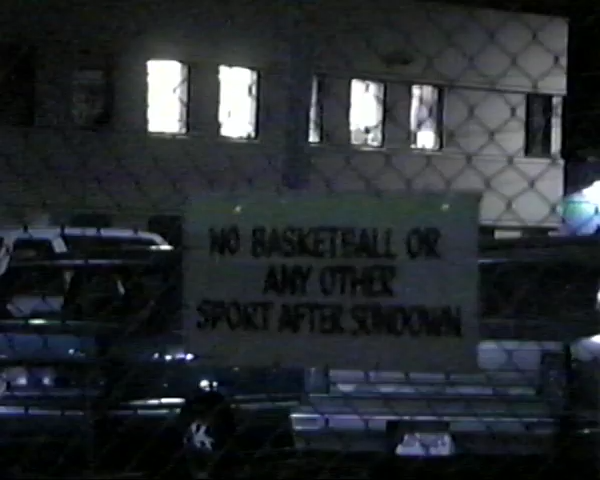 NO BASKETBALL OR
ANY OTHER
SPORT AFTER SUNDOWN